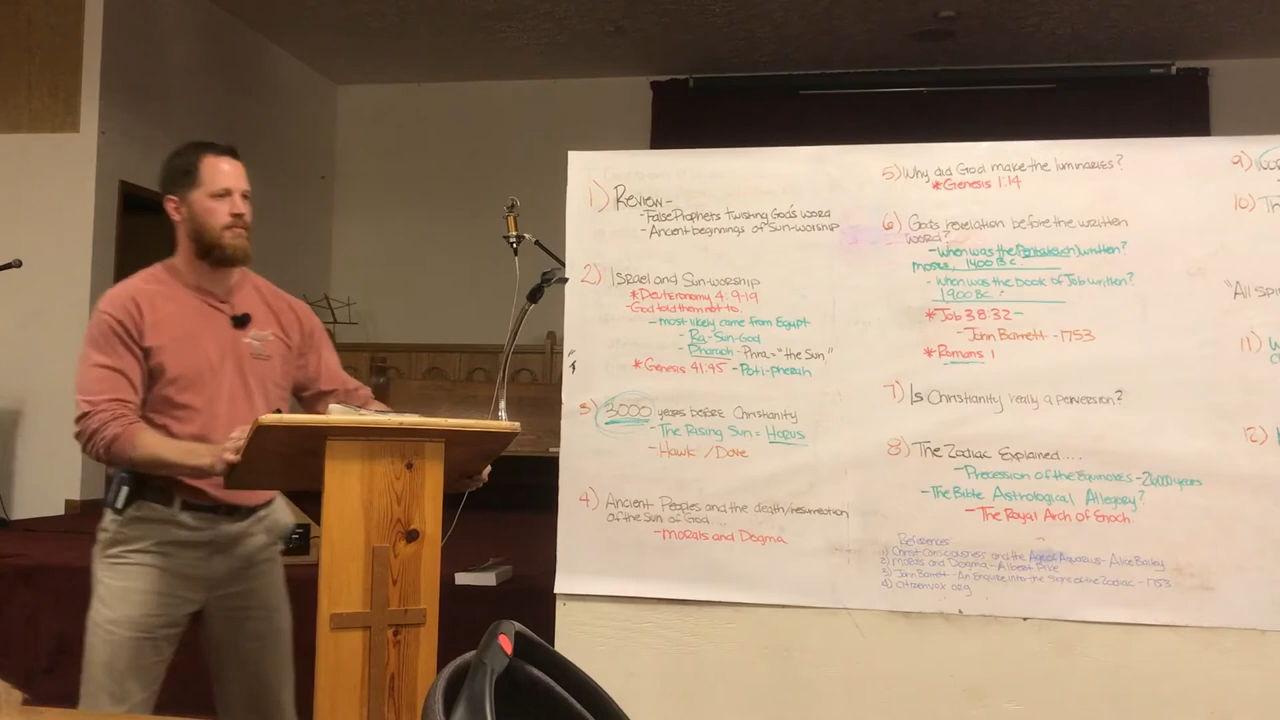 1) Review-
-False Prophets twisting God's word
-Ancient beginnings of Sun-worship
2) Israel and Sun-worship
*Deuteronomy 4:9-19
-God told them not to.
-most likely came from Egypt
-Ra-Sun-God
-Pharaoh-Phra="the Sun"
*Genesis 41:45 -Poti-pherah
3) 3000 years before Christianity
-The Rising Sun = Horus
-Hawk/Dove
4) Ancient Peoples and the death/resurrection
of the Sun of God...
-Morals and Dogma
5) Why did God make the luminaries?
*Genesis 1:14
6) God's revelation before the written
word?
-When was the (Pentateuch) written?
Moses, 1400 BC.
-When was the book of Job written?
1900 BC.
*Job 38:32-
-John Barrett-1753
*Romans 1
7) Is Christianity really a perversion?
8) The Zodiac Explained....
-Precession of the Equinoxes-26000 years
-The Bible Astrological Allegory?
-The Royal Arch of Enoch.
References
1) Christ Consciousness and the Age of Aquarius-Alice Bailey
2) Morals and Dogma-Albert Pike
3) John Barrett-An Enquire into the Signs of the Zodiac-1753
4) citizenvox.org
9)
10) Th
"All Spi
11) W
12)